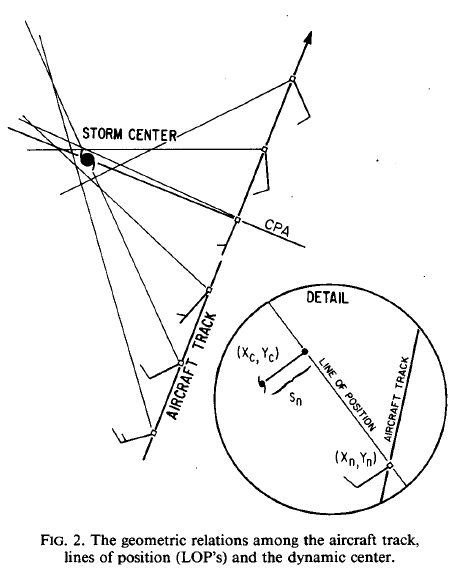 STORM CENTER
CPA
AIRCRAFT TRACK
DETAIL
(Xc,Yc)
Sn
LINE OF POSITION
AIRCRAFT TRACK
(Xn,Yn)
FIG. 2. The geometric relations among the aircraft track,
lines of position (LOP's) and the dynamic center.